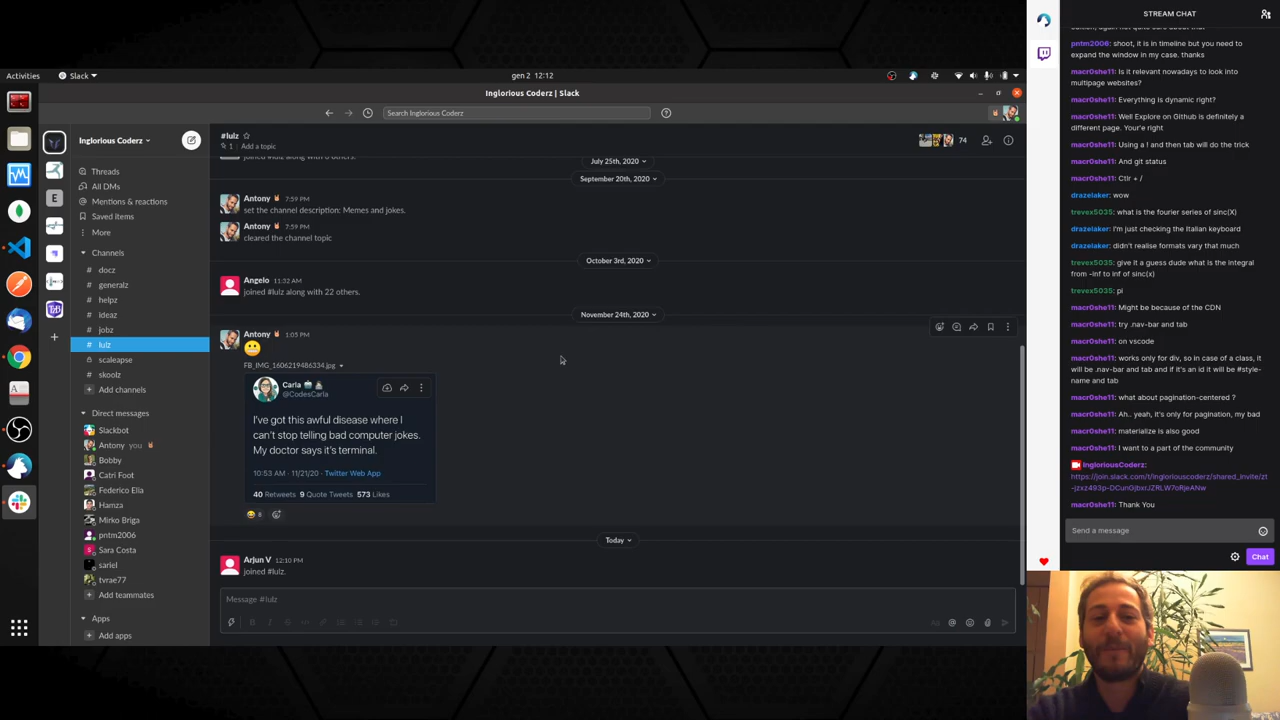 Activities
Slack
gen 2 12:12
Inglorious Coderz | Slack
Search Inglorious Coderz
Inglorious Coderz
Threads
All DMs
Mentions & reactions
Saved items
More
Channels
# docz
# generalz
# helpz
# ideaz
# jobz
# lulz
scaleapse
# skoolz
Add channels
Direct messages
Slackbot
Antony you
Bobby
Catri Foot
Federico Elia
Hamza
Mirko Briga
pntm2006
Sara Costa
sariel
tvrae77
Add teammates
Apps
Add apps
E
#lulz
1 | Add a topic
74
July 25th, 2020
September 20th, 2020
Antony 7:59 PM
set the channel description: Memes and jokes.
Antony 7:59 PM
cleared the channel topic
October 3rd, 2020
Angelo 11:32 AM
joined #lulz along with 22 others.
November 24th, 2020
Antony 1:05 PM
FB_IMG_1606219486334.jpg
Carla
@CodesCarla
I've got this awful disease where I
can't stop telling bad computer jokes.
My doctor says it's terminal.
10:53 AM · 11/21/20 · Twitter Web App
40 Retweets 9 Quote Tweets 573 Likes
8
Today
Arjun V 12:10 PM
joined #lulz.
Message #lulz
STREAM CHAT
pntm2006: shoot, it is in timeline but you need to
expand the window in my case. thanks
macr0she11: Is it relevant nowadays to look into
multipage websites?
macr0she11: Everything is dynamic right?
macr0she11: Well Explore on Github is definitely a
different page. Your'e right
macr0she11: Using a ! and then tab will do the trick
macr0she11: And git status
macr0she11: Ctlr + /
drazelaker: wow
trevex5035: what is the fourier series of sinc(X)
drazelaker: I'm just checking the Italian keyboard
drazelaker: didn't realise formats vary that much
trevex5035: give it a guess dude what is the integral
from -inf to inf of sinc(x)
trevex5035: pi
macr0she11: Might be because of the CDN
macr0she11: try .nav-bar and tab
macr0she11: on vscode
macr0she11: works only for div, so in case of a class, it
will be .nav-bar and tab and if it's an id it will be #style-
name and tab
macr0she11: what about pagination-centered ?
macr0she11: Ah.. yeah, it's only for pagination, my bad
macr0she11: materialize is also good
macr0she11: I want to a part of the community
IngloriousCoderz:
macr0she11: Thank You
Send a message
Chat